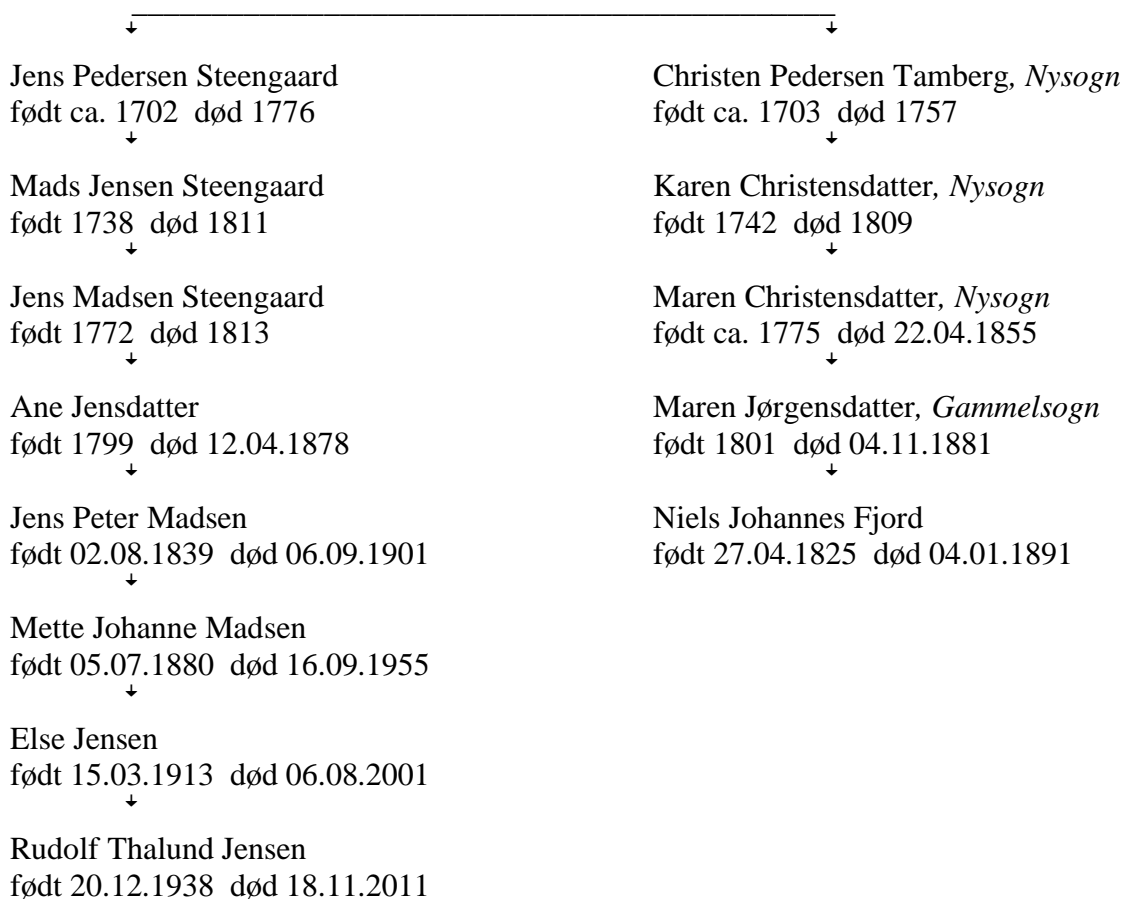 Jens Pedersen Steengaard
født ca. 1702  død 1776
Mads Jensen Steengaard
født 1738  død 1811
Jens Madsen Steengaard
født 1772  død 1813
Ane Jensdatter
født 1799  død 12.04.1878
Jens Peter Madsen
født 02.08.1839  død 06.09.1901
Mette Johanne Madsen
født 05.07.1880  død 16.09.1955
Else Jensen
født 15.03.1913  død 06.08.2001
Rudolf Thalund Jensen
født 20.12.1938  død 18.11.2011
Christen Pedersen Tamberg, Nysogn
født ca. 1703  død 1757
Karen Christensdatter, Nysogn
født 1742  død 1809
Maren Christensdatter, Nysogn
født ca. 1775  død 22.04.1855
Maren Jørgensdatter, Gammelsogn
født 1801  død 04.11.1881
Niels Johannes Fjord
født 27.04.1825  død 04.01.1891